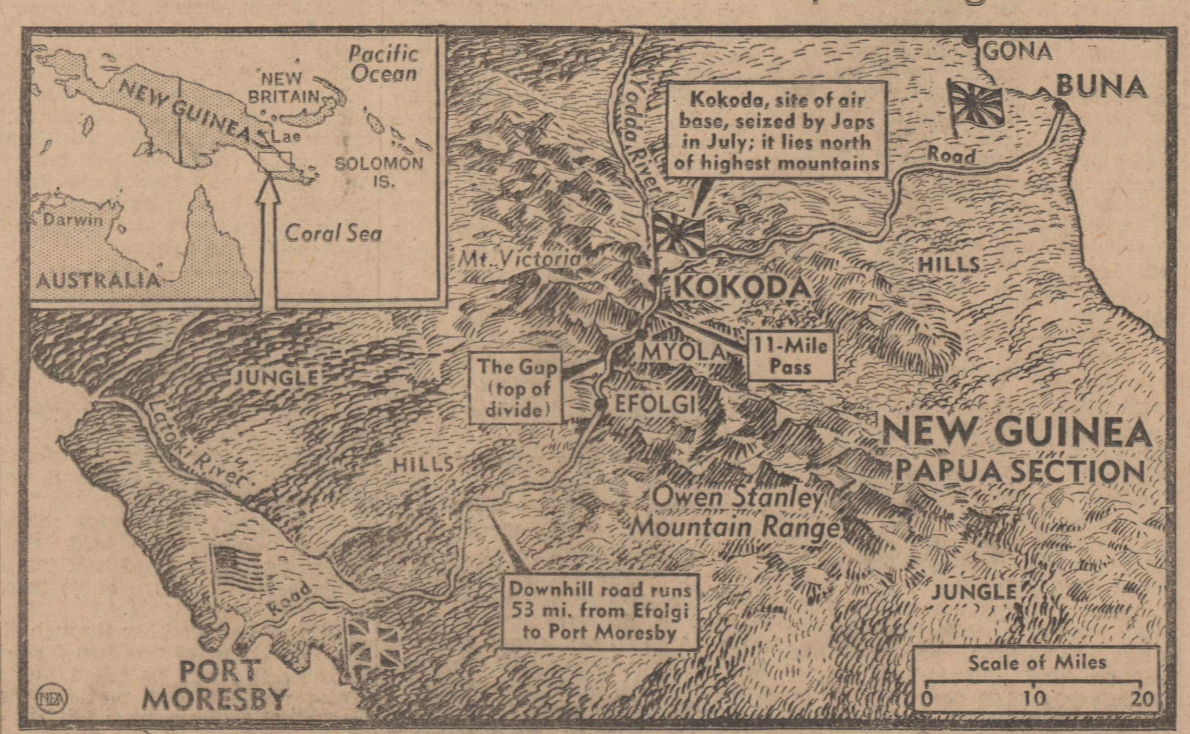 Pacific
Ocean
NEW GUINEA
NEW
BRITAIN
Lae
SOLOMON
IS.
Darwin
Coral Sea
AUSTRALIA
Yodda River
Kokoda, site of air
base, seized by Japs
in July; it lies north
of highest mountains
GONA
BUNA
Road
Mt. Victoria
HILLS
KOKODA
MYOLA
11-Mile
Pass
The Gap
(top of
divide)
EFOLGI
JUNGLE
Laloki River
HILLS
NEW GUINEA
PAPUA SECTION
Owen Stanley
Mountain Range
Downhill road runs
53 mi. from Efolgi
to Port Moresby
JUNGLE
Road
PORT
MORESBY
NEA
Scale of Miles
0 10 20